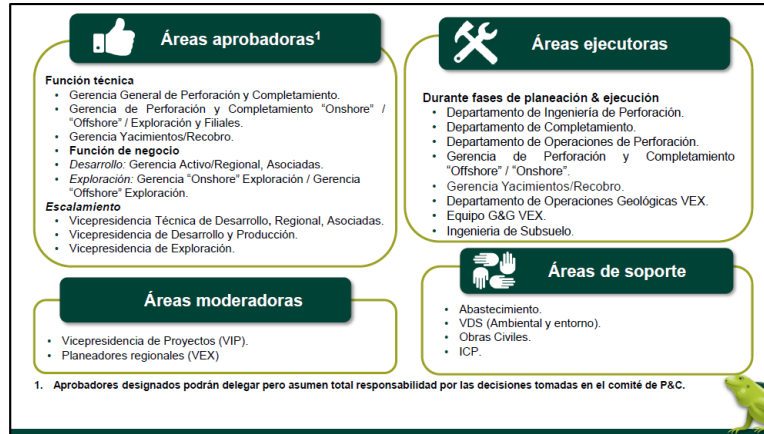 Áreas aprobadoras¹
Función técnica
• Gerencia General de Perforación y Completamiento.
• Gerencia de Perforación y Completamiento “Onshore” /
“Offshore” / Exploración y Filiales.
• Gerencia Yacimientos/Recobro.
• Función de negocio
• Desarrollo: Gerencia Activo/Regional, Asociadas.
• Exploración: Gerencia “Onshore” Exploración / Gerencia
“Offshore” Exploración.
Escalamiento
• Vicepresidencia Técnica de Desarrollo, Regional, Asociadas.
• Vicepresidencia de Desarrollo y Producción.
• Vicepresidencia de Exploración.
Áreas ejecutoras
Durante fases de planeación & ejecución
• Departamento de Ingeniería de Perforación.
• Departamento de Completamiento.
• Departamento de Operaciones de Perforación.
• Gerencia de Perforación y Completamiento
“Offshore” / “Onshore”.
• Gerencia Yacimientos/Recobro.
• Departamento de Operaciones Geológicas VEX.
• Equipo G&G VEX.
• Ingenieria de Subsuelo.
Áreas moderadoras
• Vicepresidencia de Proyectos (VIP).
• Planeadores regionales (VEX)
Áreas de soporte
• Abastecimiento.
• VDS (Ambiental y entorno).
• Obras Civiles.
• ICP.
1. Aprobadores designados podrán delegar pero asumen total responsabilidad por las decisiones tomadas en el comité de P&C.